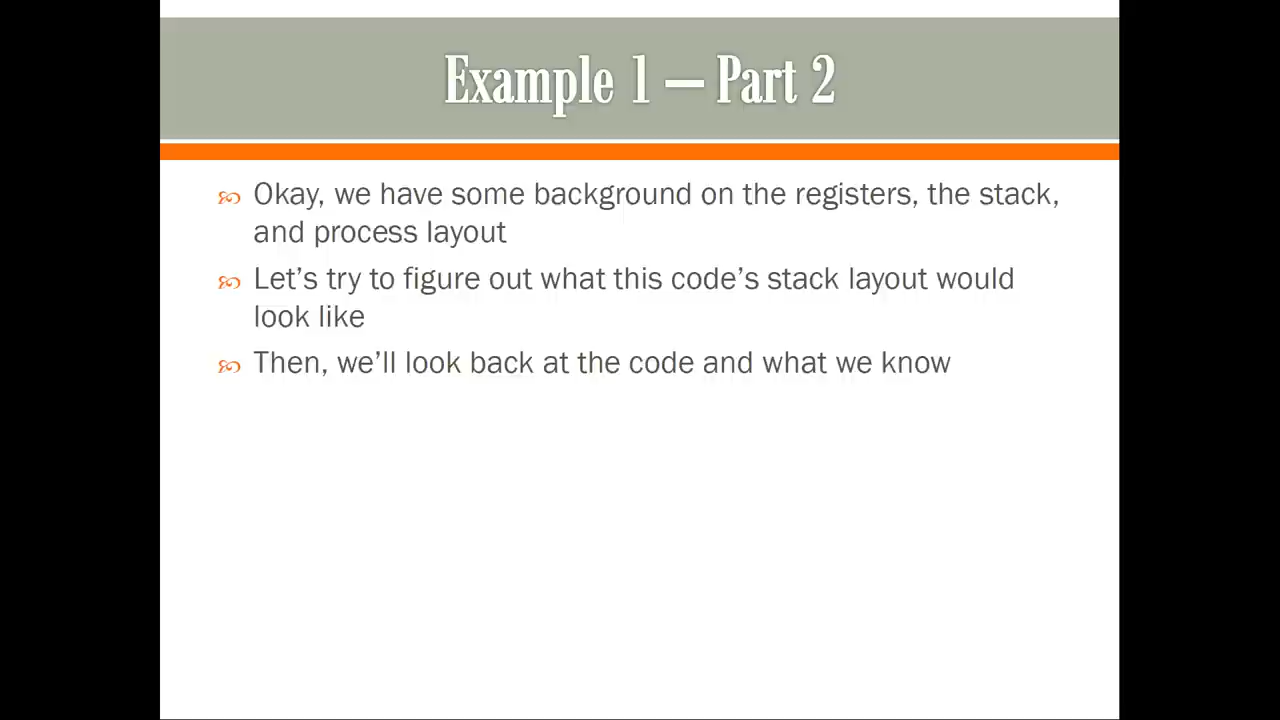 Example 1 – Part 2
Okay, we have some background on the registers, the stack,
and process layout
Let’s try to figure out what this code’s stack layout would
look like
Then, we’ll look back at the code and what we know